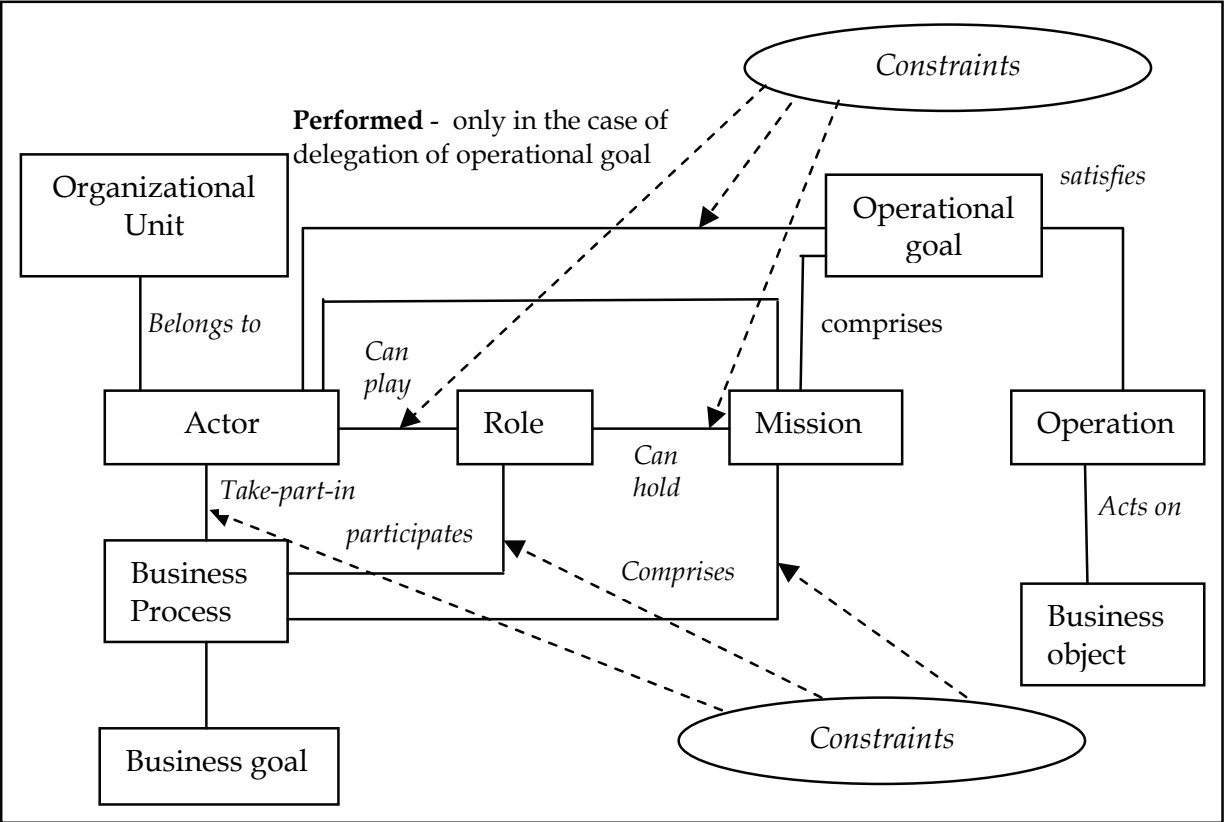 Constraints
Performed - only in the case of
delegation of operational goal
Organizational
Unit
satisfies
Operational
goal
Belongs to
comprises
Can
play
Actor
Role
Mission
Operation
Can
hold
Take-part-in
participates
Acts on
Comprises
Business
Process
Business
object
Constraints
Business goal